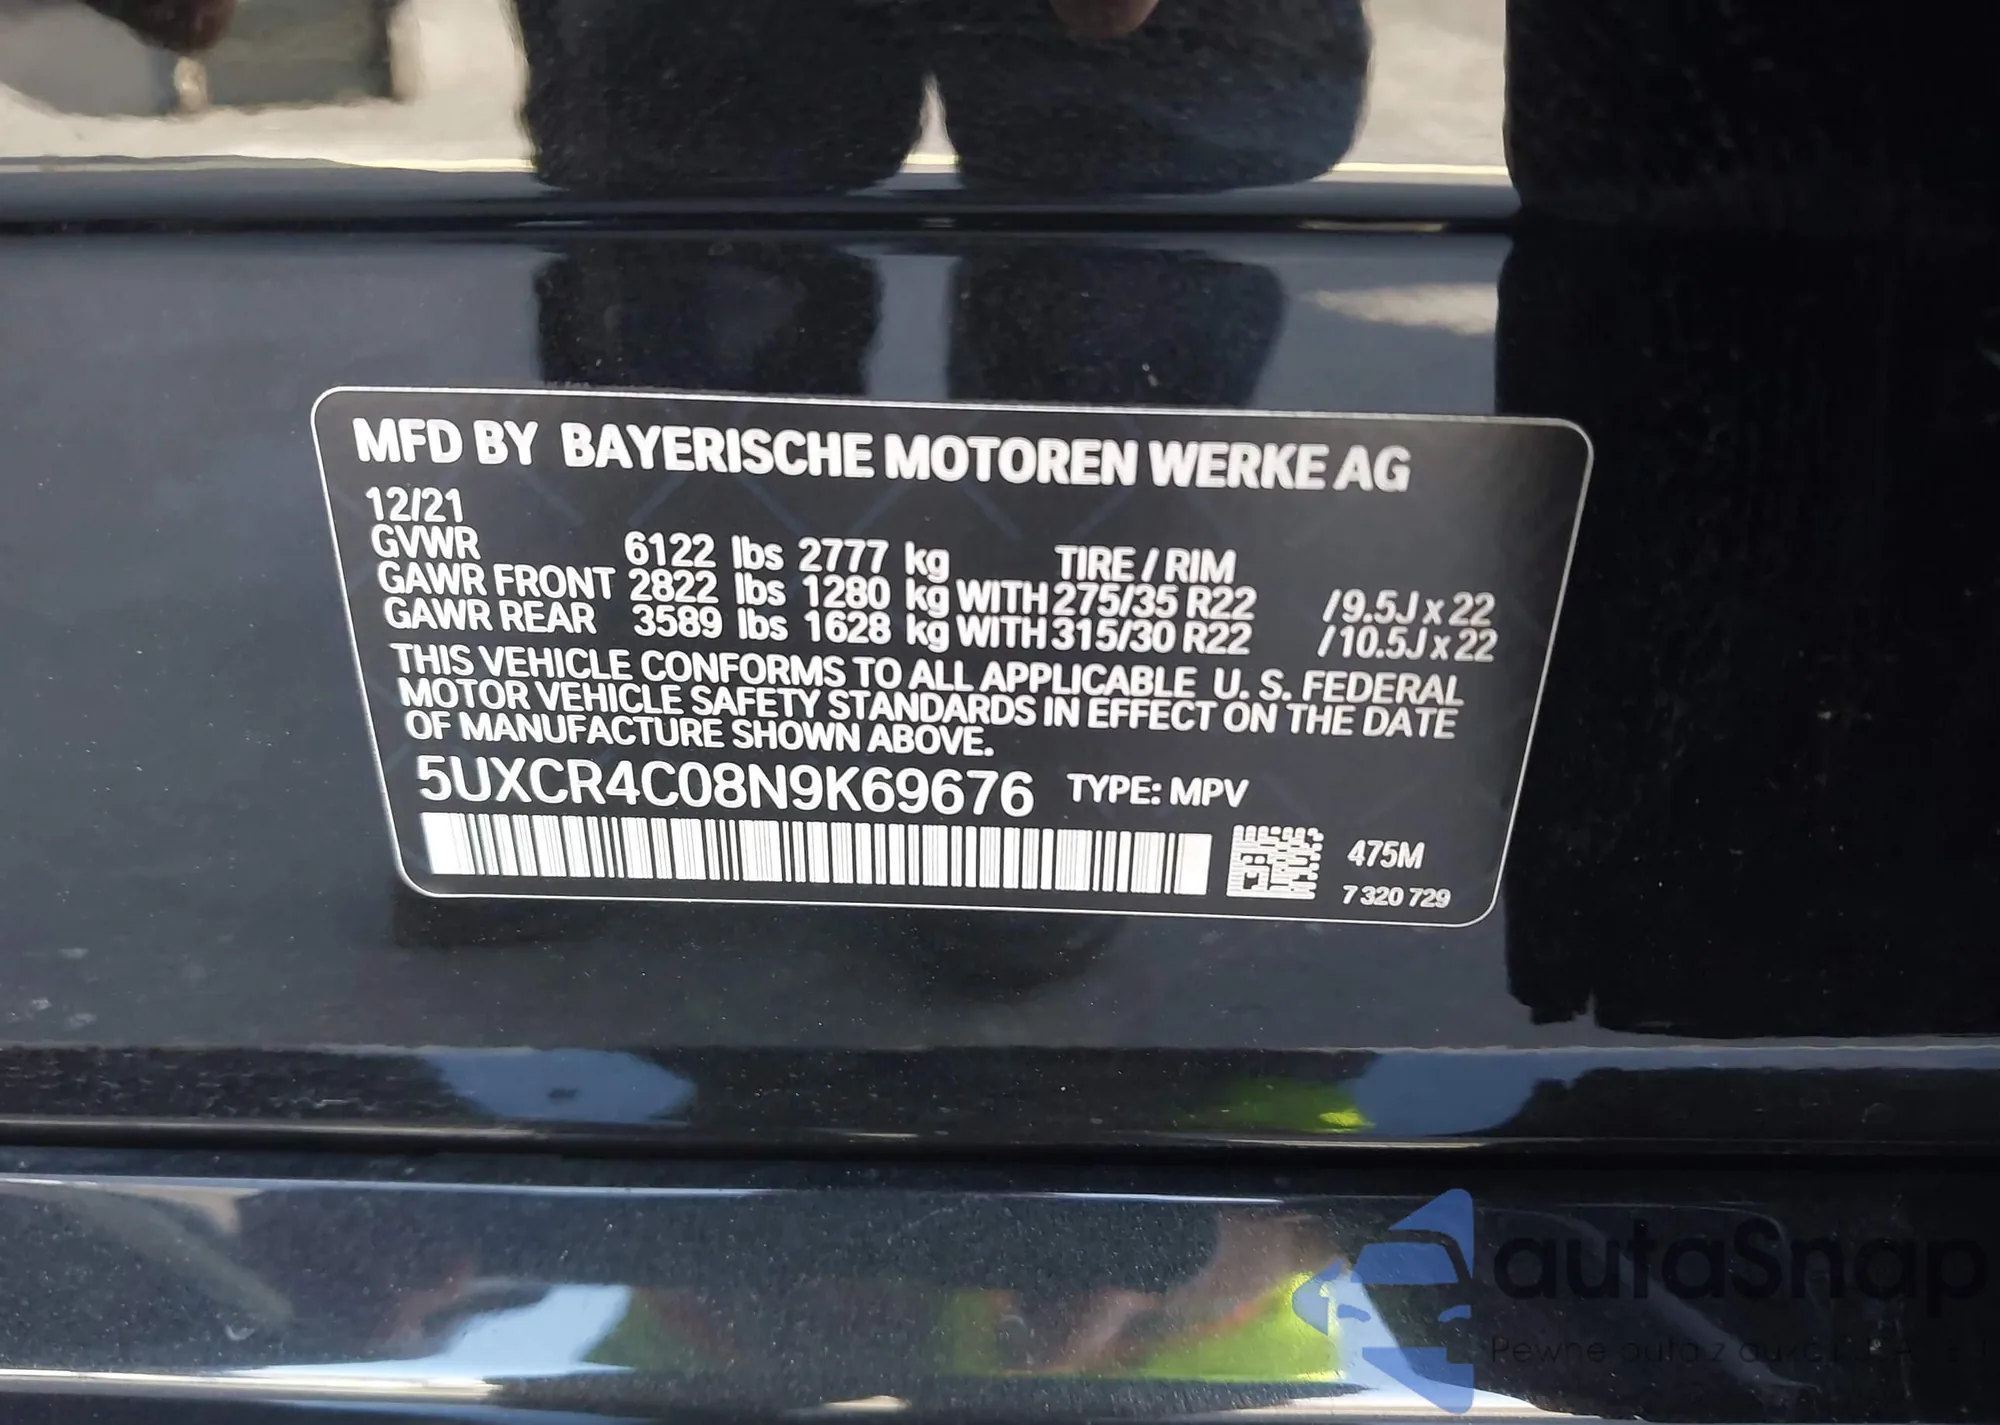 MFD BY BAYERISCHE MOTOREN WERKE AG
12/21
GVWR 6122 lbs 2777 kg TIRE / RIM
GAWR FRONT 2822 lbs 1280 kg WITH 275/35 R22 /9.5J x 22
GAWR REAR 3589 lbs 1628 kg WITH 315/30 R22 /10.5J x 22
THIS VEHICLE CONFORMS TO ALL APPLICABLE U. S. FEDERAL
MOTOR VEHICLE SAFETY STANDARDS IN EFFECT ON THE DATE
OF MANUFACTURE SHOWN ABOVE.
5UXCR4C08N9K69676 TYPE: MPV
475M
7 320 729
autaSnap
Pewne auta z